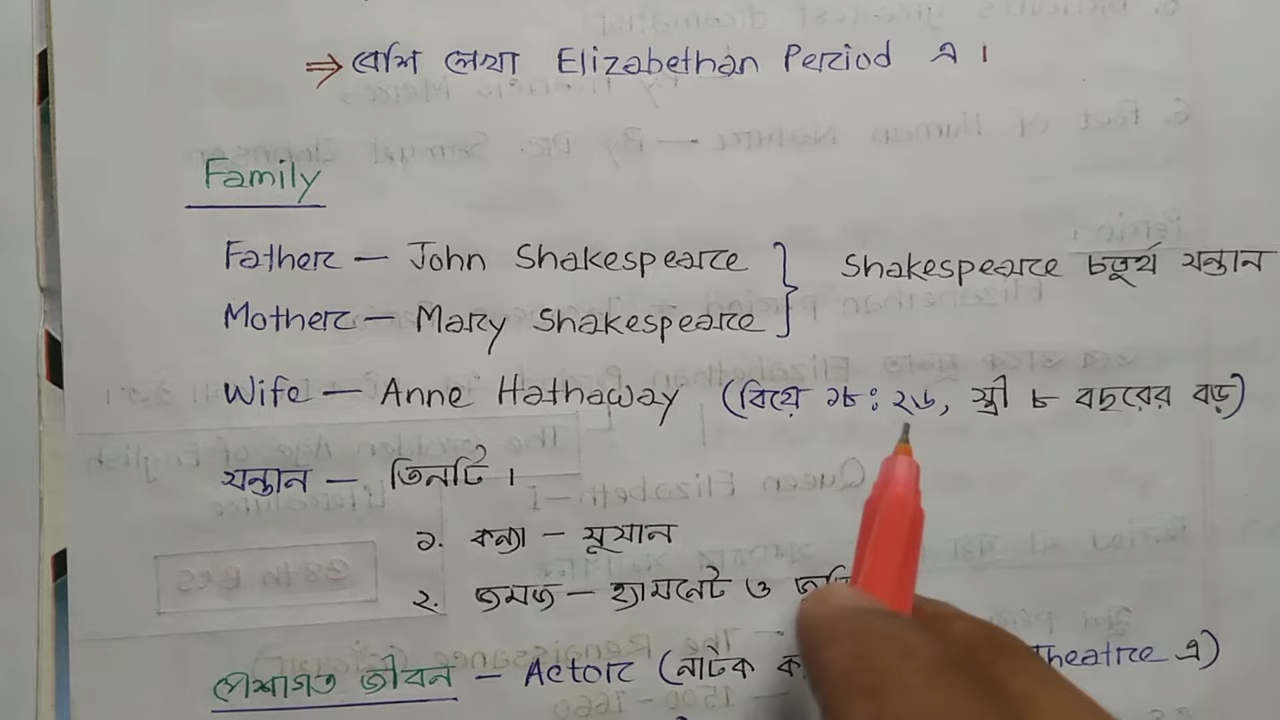 ⇒ বেশি লেখা Elizabethan Period এ ।
Family
Father – John Shakespeare
Mother – Mary Shakespeare } Shakespeare চতুর্থ সন্তান
Wife – Anne Hathaway (বিয়ে ১৮ : ২৬, স্ত্রী ৮ বছরের বড়)
সন্তান – তিনটি ।
১. কন্যা – সুসান
২. জমজ – হ্যামনেট ও
পেশাগত জীবন – Actor (নাটক Theatre এ)